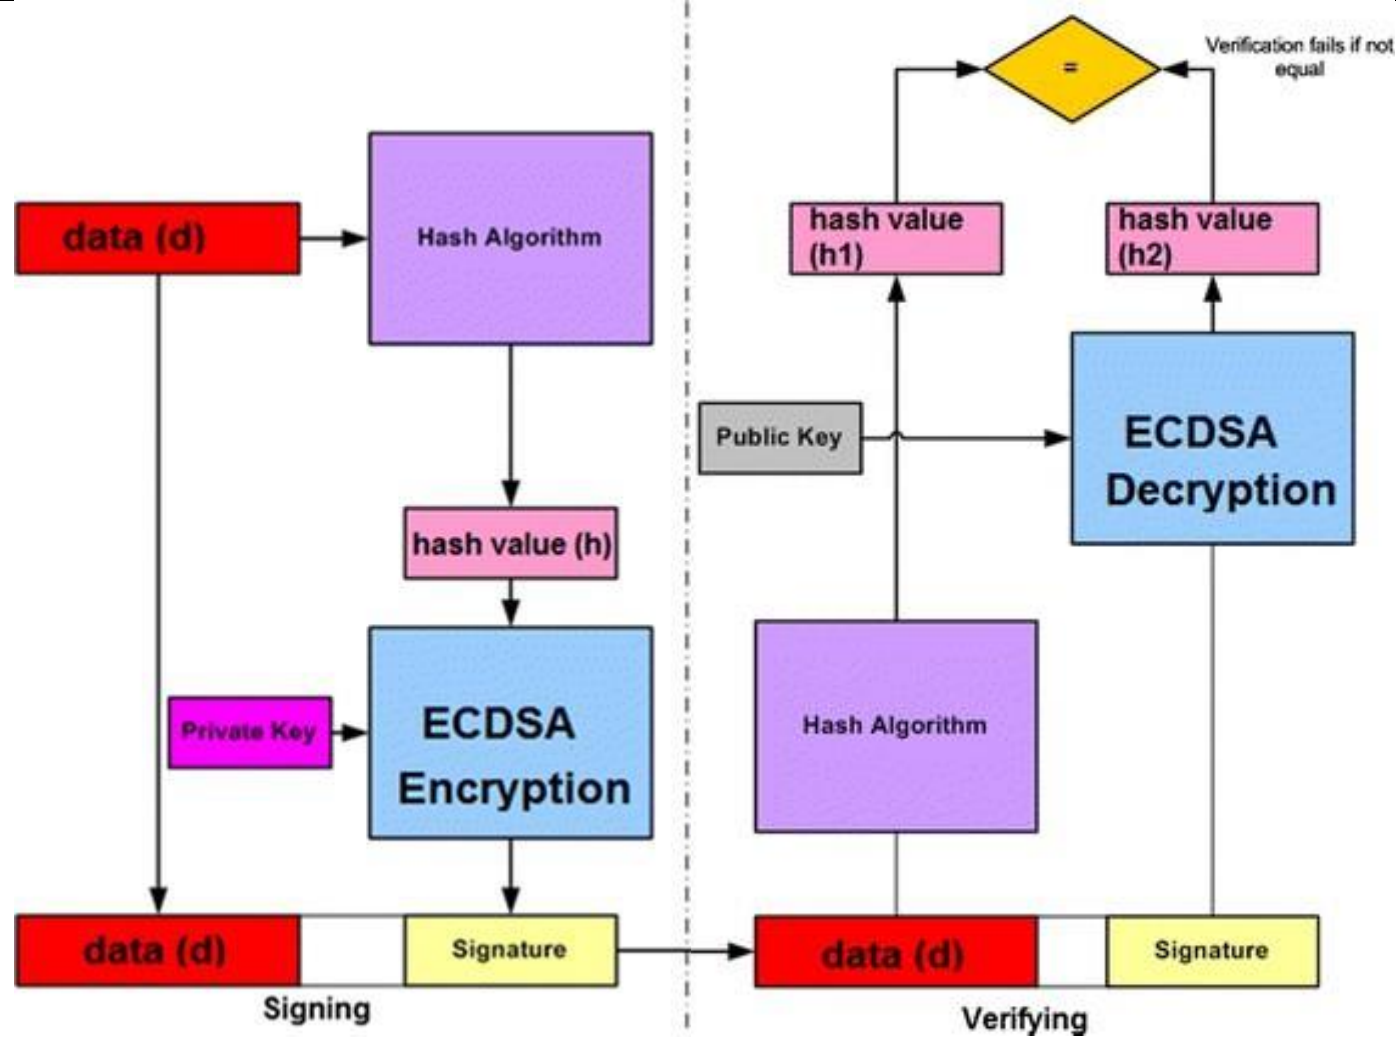 data (d)
Hash Algorithm
hash value (h)
Private Key
ECDSA
Encryption
data (d)
Signature
Signing
=
Verification fails if not
equal
hash value
(h1)
hash value
(h2)
Public Key
ECDSA
Decryption
Hash Algorithm
data (d)
Signature
Verifying